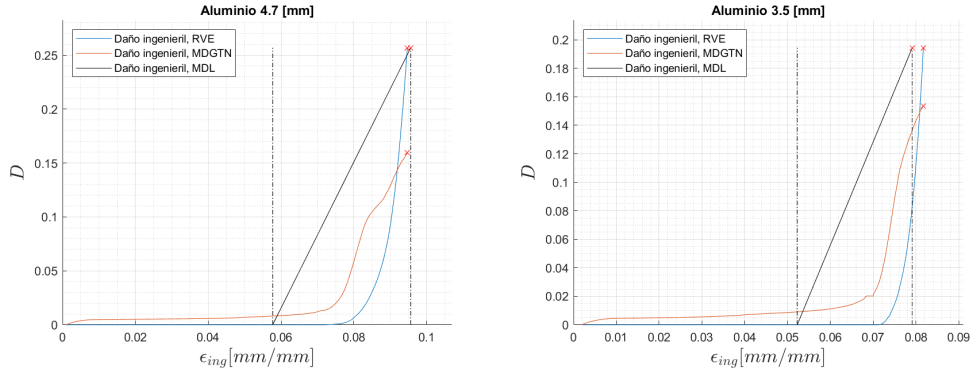 Aluminio 4.7 [mm]
Daño ingenieril, RVE
Daño ingenieril, MDGTN
Daño ingenieril, MDL
0.25
0.2
0.15
0.1
0.05
0
D
0
0.02
0.04
0.06
0.08
0.1
ϵ_ing[mm/mm]
Aluminio 3.5 [mm]
Daño ingenieril, RVE
Daño ingenieril, MDGTN
Daño ingenieril, MDL
0.2
0.18
0.16
0.14
0.12
0.1
0.08
0.06
0.04
0.02
0
D
0
0.01
0.02
0.03
0.04
0.05
0.06
0.07
0.08
0.09
ϵ_ing[mm/mm]